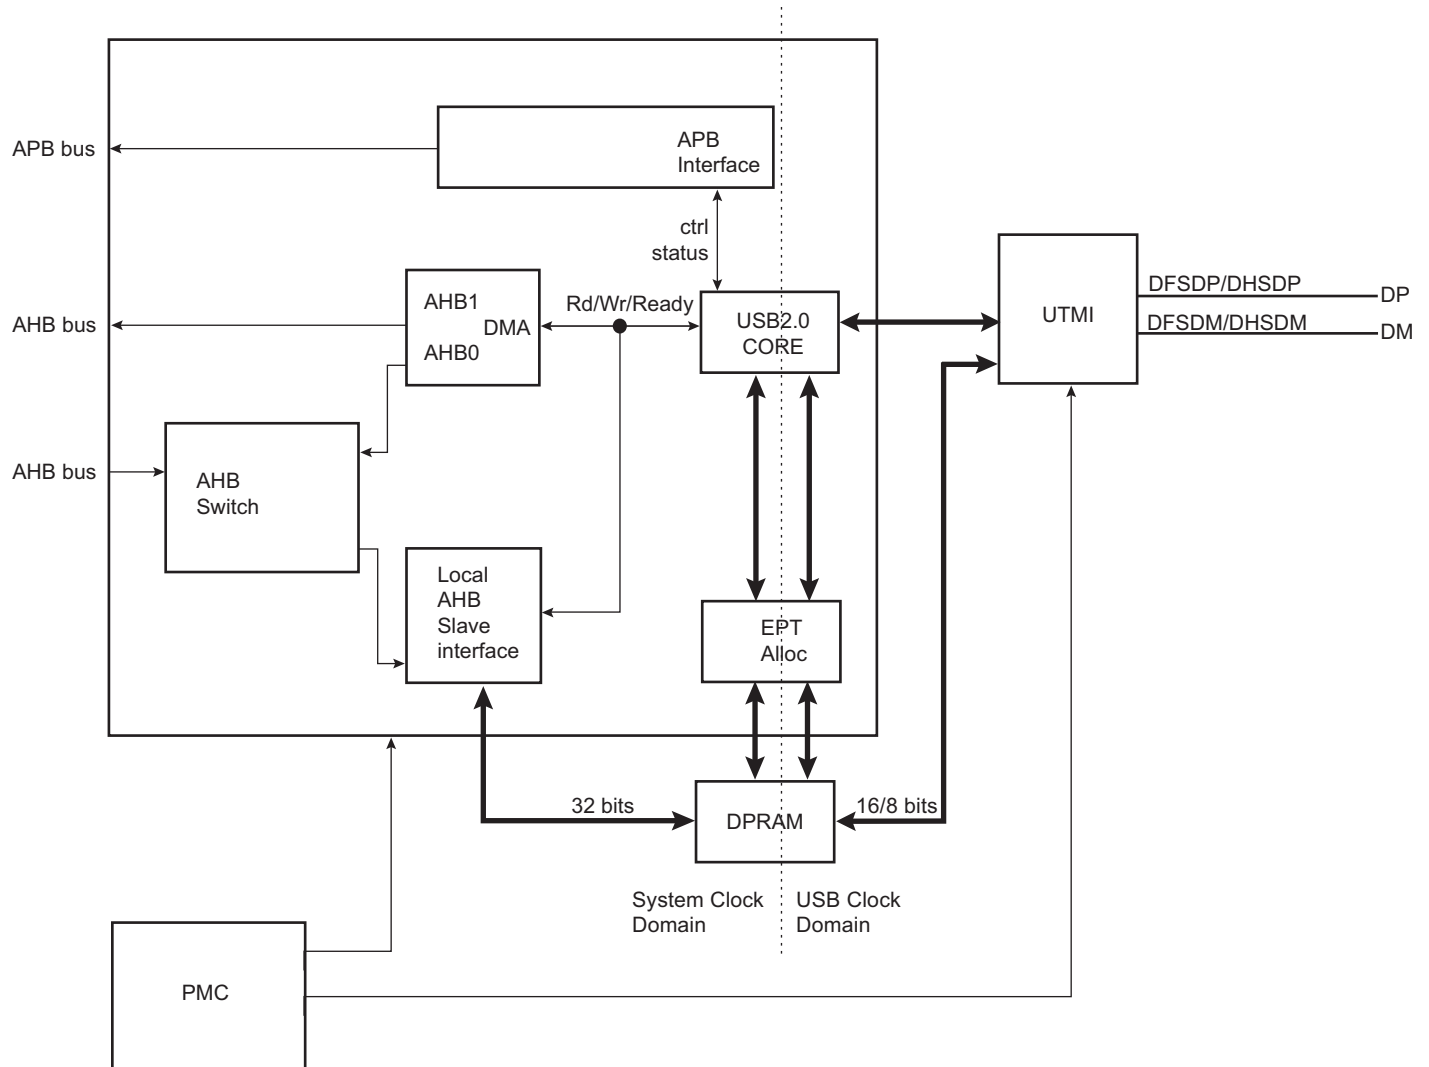 APB bus
APB
Interface
ctrl
status
AHB1
DMA
AHB0
Rd/Wr/Ready
USB2.0
CORE
UTMI
DFSDP/DHSDP
DP
DFSDM/DHSDM
DM
AHB bus
AHB bus
AHB
Switch
Local
AHB
Slave
interface
EPT
Alloc
32 bits
DPRAM
16/8 bits
System Clock
Domain
USB Clock
Domain
PMC